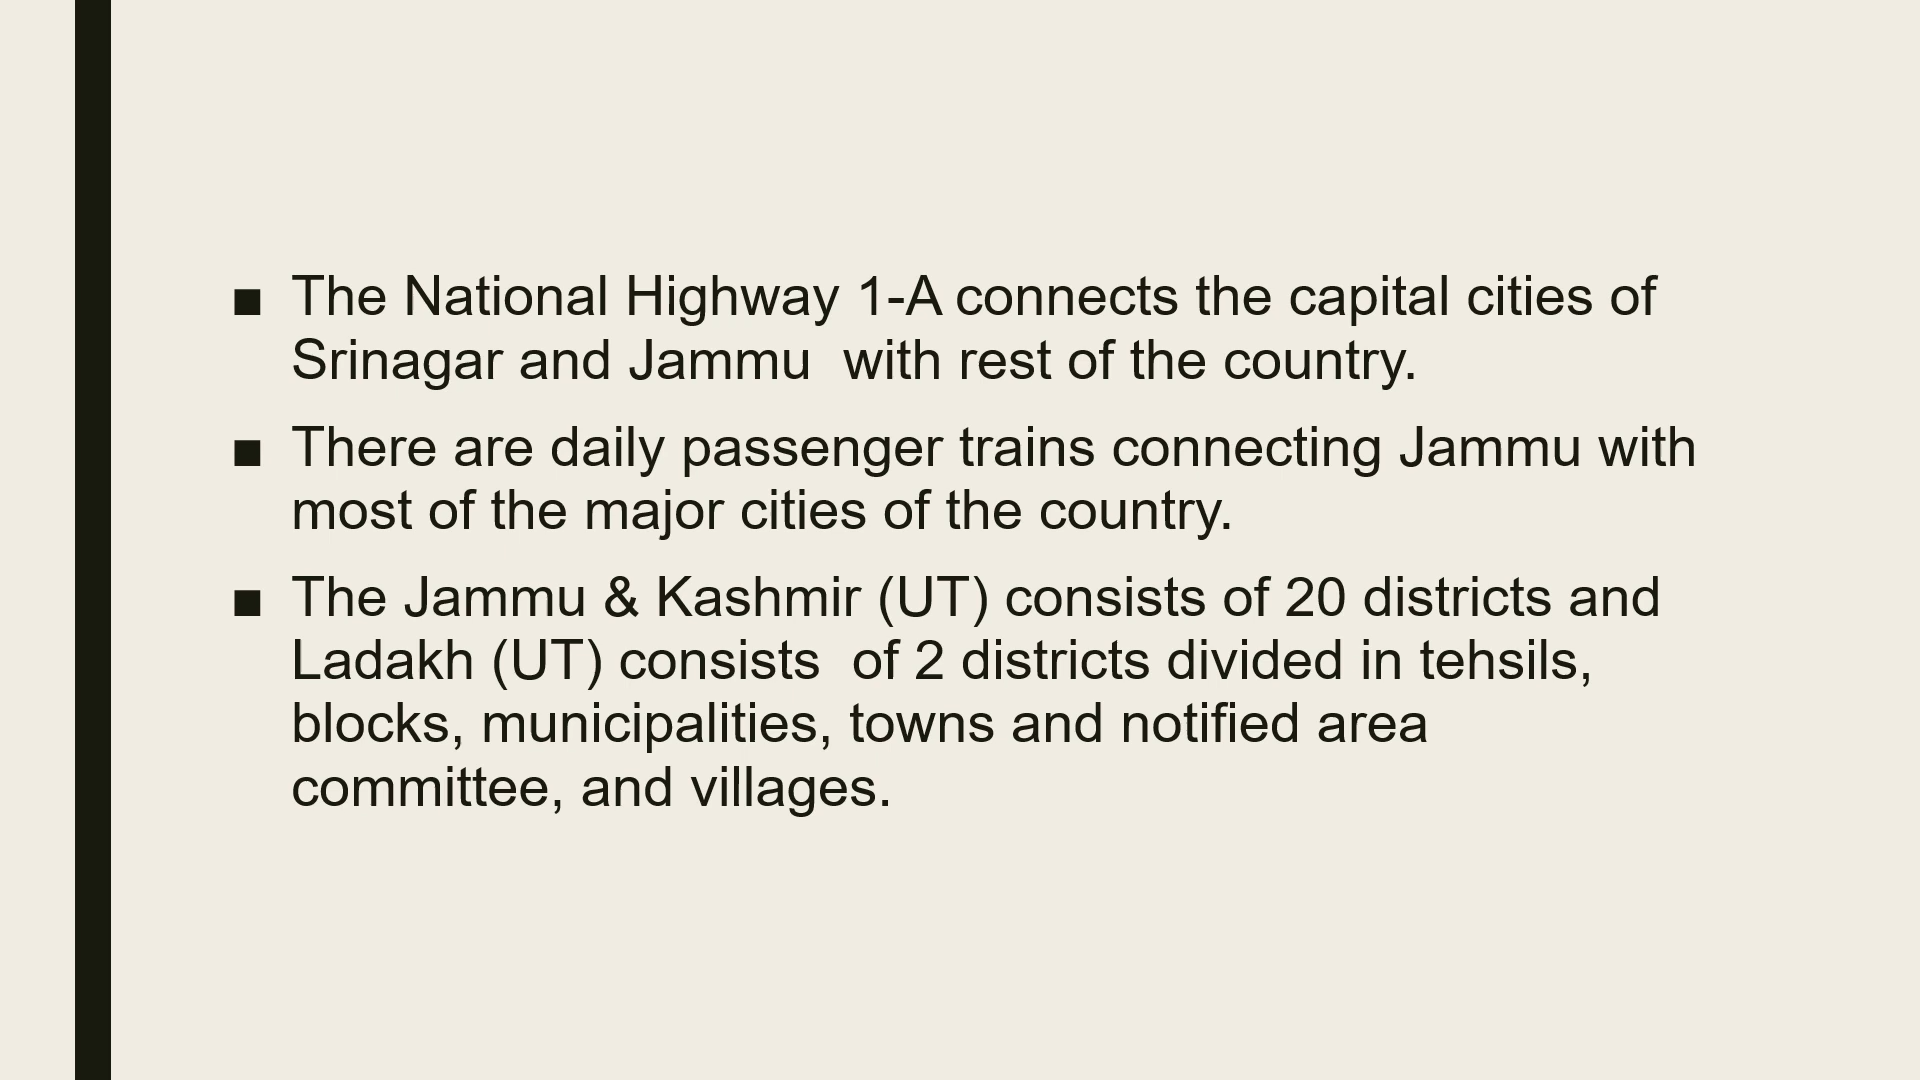 ■ The National Highway 1-A connects the capital cities of
Srinagar and Jammu  with rest of the country.
■ There are daily passenger trains connecting Jammu with
most of the major cities of the country.
■ The Jammu & Kashmir (UT) consists of 20 districts and
Ladakh (UT) consists  of 2 districts divided in tehsils,
blocks, municipalities, towns and notified area
committee, and villages.